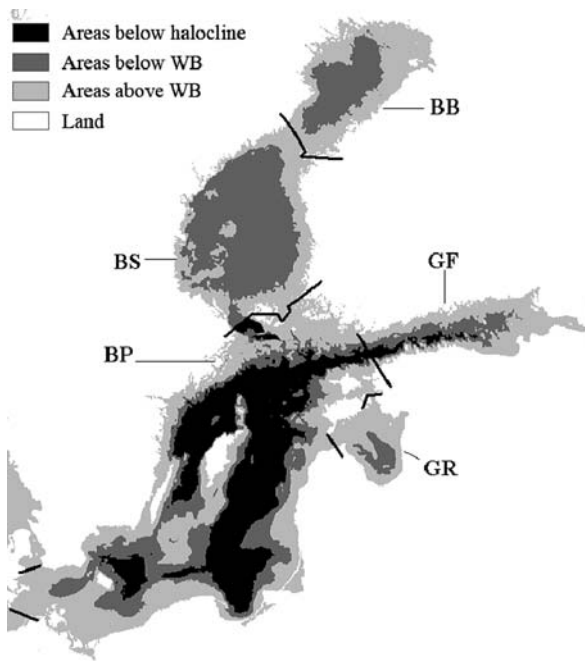 Areas below halocline
Areas below WB
Areas above WB
Land
BB
BS
GF
BP
GR